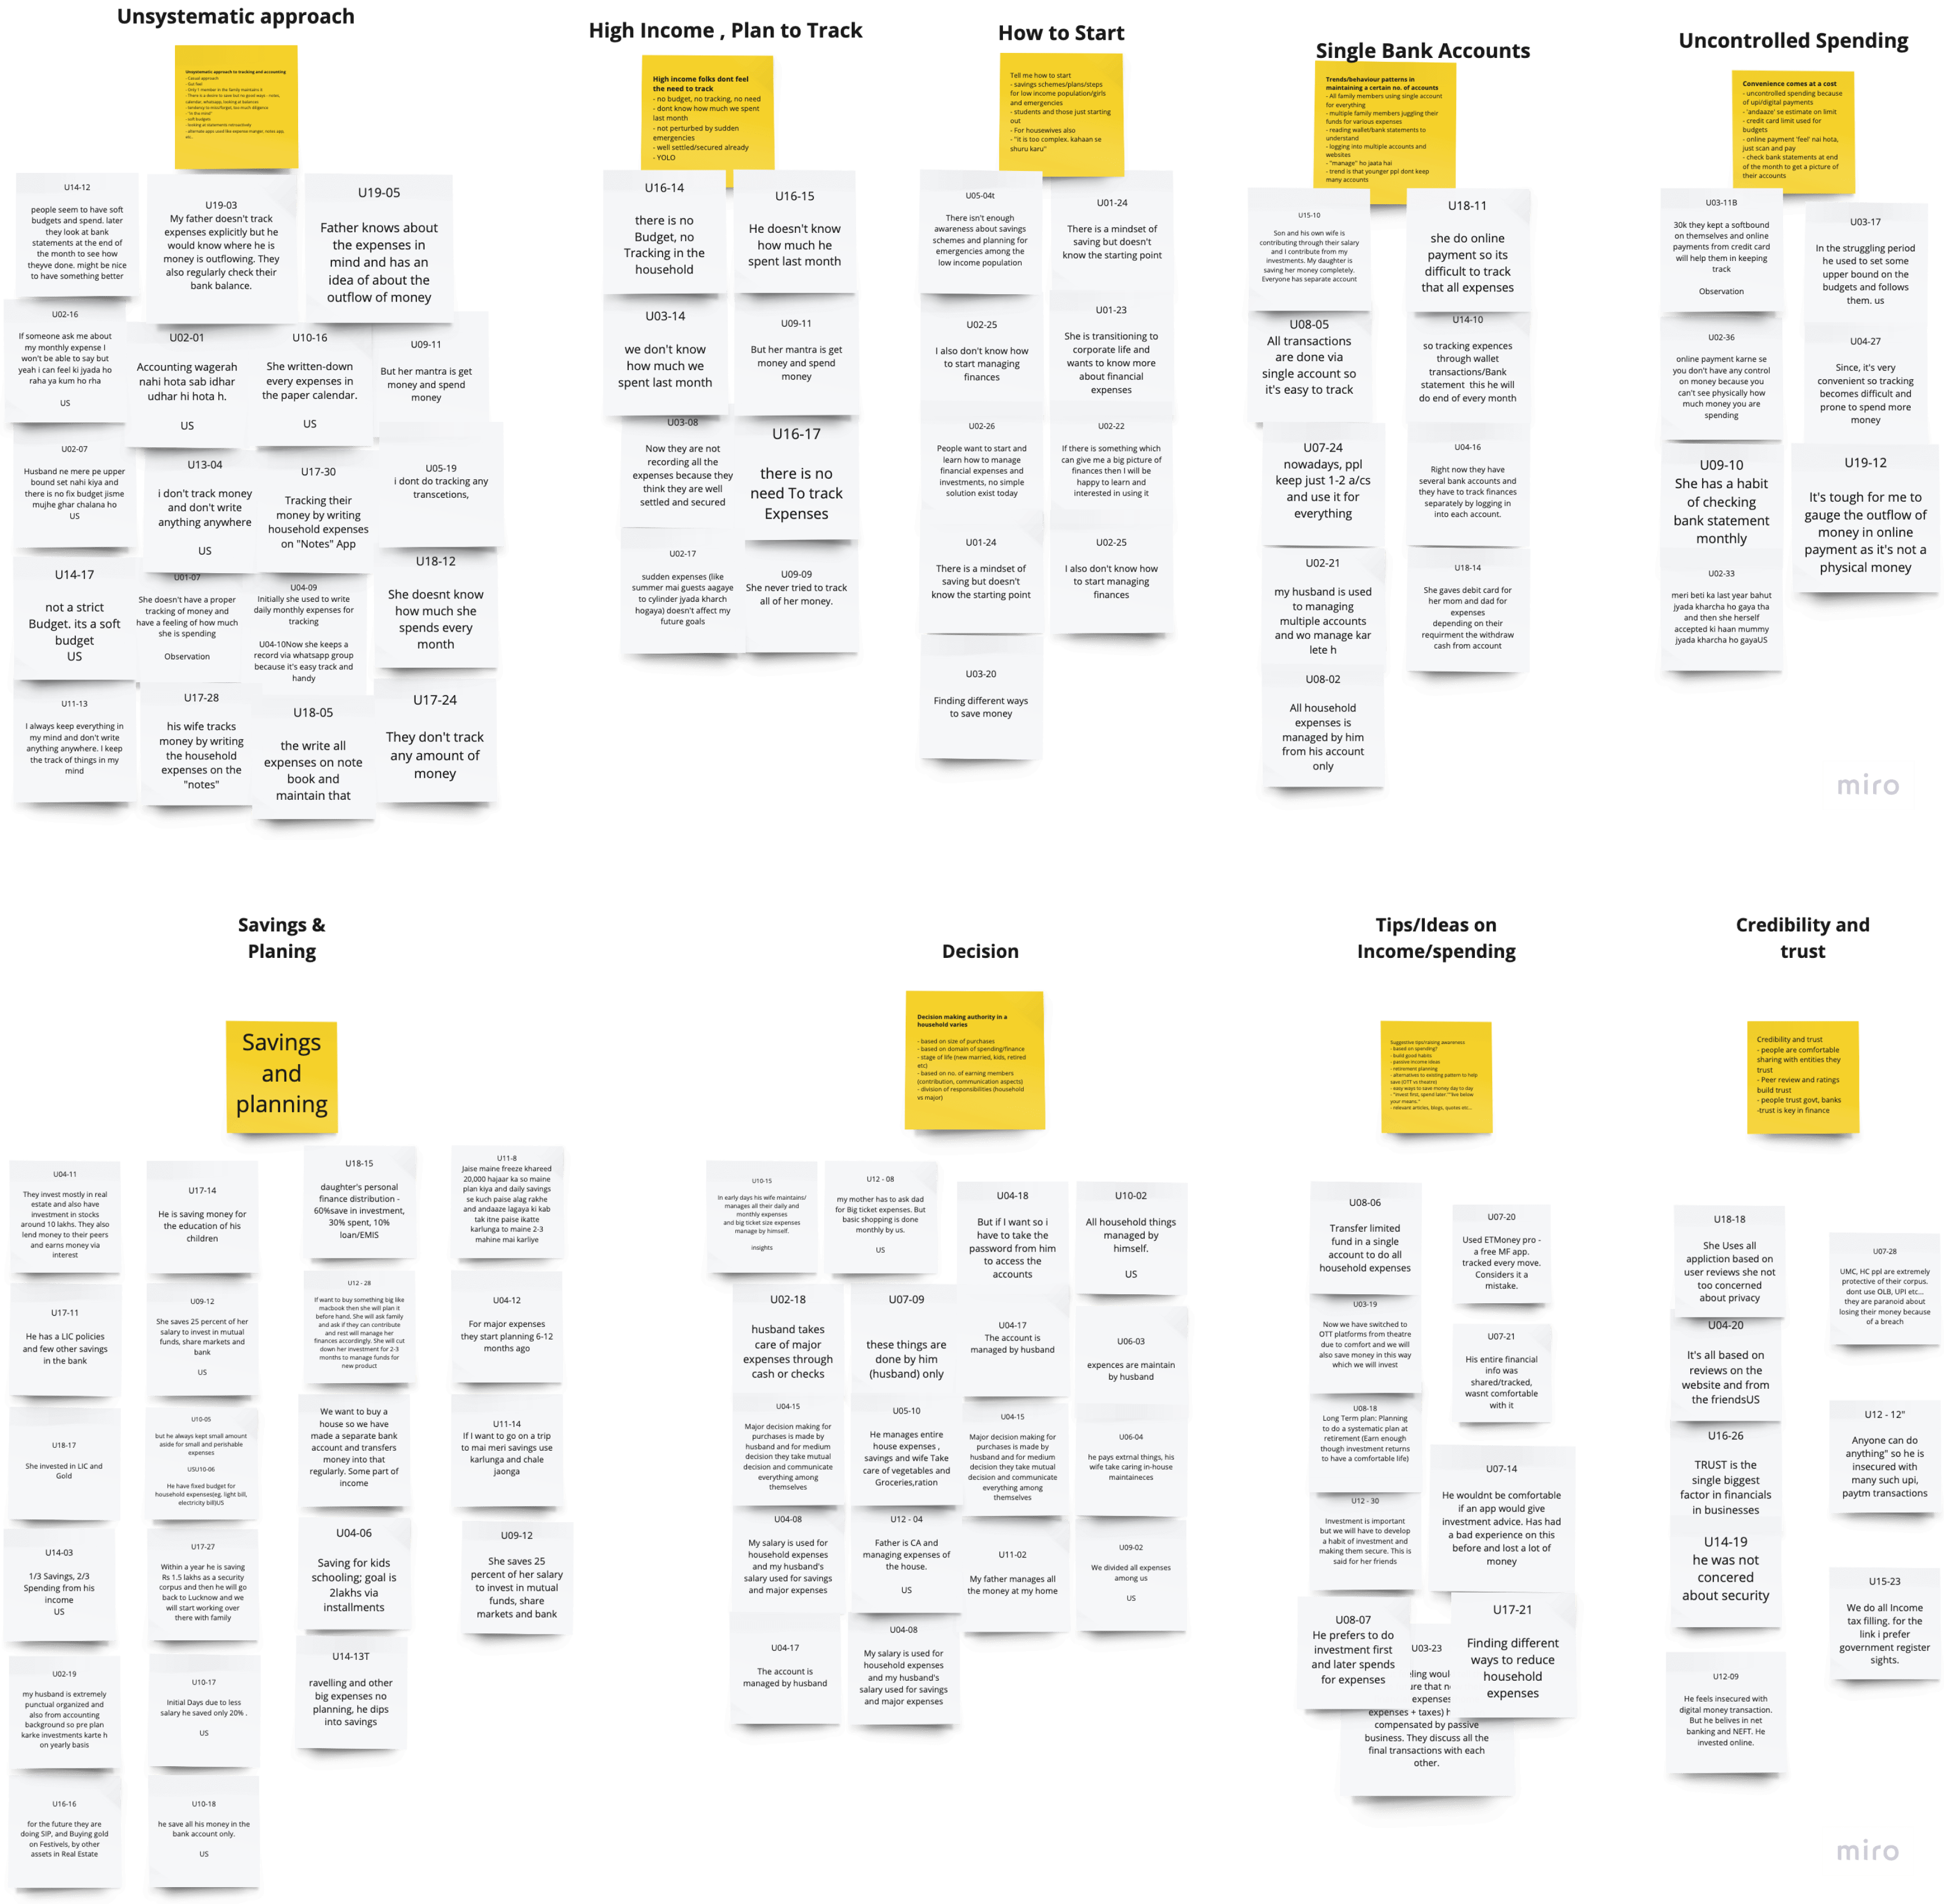 Unsystematic approach
Unsystematic approach to tracking and accounting
- Casual approach
- Only 1 member in the family maintains it
- There is a desire to save but no good ways - notes,
calendar, whatsapp, looking at balances
- tendency to miss/forget, too much diligence
- "in the mind"
- soft budgets
- looking at statements retroactively
- alternate apps used like expense manger, notes app,
etc...
U14-12
people seem to have soft
budgets and spend. later
they look at bank
statements at the end of
the month to see how
theyve done. might be nice
to have something better
U19-03
My father doesn't track
expenses explicitly but he
would know where he is
money is outflowing. They
also regularly check their
bank balance.
U19-05
Father knows about
the expenses in
mind and has an
idea of about the
outflow of money
U02-16
If someone ask me about
my monthly expense I
won't be able to say but
yeah i can feel ki jyada ho
raha ya kum ho rha
US
U02-01
Accounting wagerah
nahi hota sab idhar
udhar hi hota h.
US
U10-16
She written-down
every expenses in
the paper calendar.
US
U09-11
But her mantra is get
money and spend
money
U02-07
Husband ne mere pe upper
bound set nahi kiya and
there is no fix budget jisme
mujhe ghar chalana ho
US
U13-04
i don't track money
and don't write
anything anywhere
US
U17-30
Tracking their
money by writing
household expenses
on "Notes" App
U05-19
i dont do tracking any
transcetions,
U14-17
not a strict
Budget. its a soft
budget
US
U01-07
She doesn't have a proper
tracking of money and
have a feeling of how much
she is spending
Observation
U04-09
Initially she used to write
daily monthly expenses for
tracking
U04-10Now she keeps a
record via whatsapp group
because it's easy track and
handy
U18-12
She doesnt know
how much she
spends every
month
U11-13
I always keep everything in
my mind and don't write
anything anywhere. I keep
the track of things in my
mind
U17-28
his wife tracks
money by writing
the household
expenses on the
"notes"
U18-05
the write all
expenses on note
book and
maintain that
U17-24
They don't track
any amount of
money
High Income , Plan to Track
High income folks dont feel
the need to track
- no budget, no tracking, no need
- dont know how much we spent
last month
- not perturbed by sudden
emergencies
- well settled/secured already
- YOLO
U16-14
there is no
Budget, no
Tracking in the
household
U16-15
He doesn't know
how much he
spent last month
U03-14
we don't know
how much we
spent last month
U09-11
But her mantra is get
money and spend
money
U03-08
Now they are not
recording all the
expenses because they
think they are well
settled and secured
U16-17
there is no
need To track
Expenses
U02-17
sudden expenses (like
summer mai guests aagaye
to cylinder jyada kharch
hogaya) doesn't affect my
future goals
U09-09
She never tried to track
all of her money.
How to Start
Tell me how to start
- savings schemes/plans/steps
for low income population/girls
and emergencies
- students and those just starting
out
- For housewives also
- "it is too complex. kahaan se
shuru karu"
U05-04t
There isn't enough
awareness about savings
schemes and planning for
emergencies among the
low income population
U01-24
There is a mindset of
saving but doesn't
know the starting point
U02-25
I also don't know how
to start managing
finances
U01-23
She is transitioning to
corporate life and
wants to know more
about financial
expenses
U02-26
People want to start and
learn how to manage
financial expenses and
investments, no simple
solution exist today
U02-22
If there is something which
can give me a big picture of
finances then I will be
happy to learn and
interested in using it
U01-24
There is a mindset of
saving but doesn't
know the starting point
U02-25
I also don't know how
to start managing
finances
U03-20
Finding different ways
to save money
Single Bank Accounts
Trends/behaviour patterns in
maintaining a certain no. of accounts
- All family members using single account
for everything
- multiple family members juggling their
funds for various expenses
- reading wallet/bank statements to
understand
- logging into multiple accounts and
websites
- "manage" ho jaata hai
- trend is that younger ppl dont keep
many accounts
U15-10
Son and his own wife is
contributing through their salary
and I contribute from my
investments. My daughter is
saving her money completely.
Everyone has separate account
U18-11
she do online
payment so its
difficult to track
that all expenses
U08-05
All transactions
are done via
single account so
it's easy to track
U14-10
so tracking expences
through wallet
transactions/Bank
statement  this he will
do end of every month
U07-24
nowadays, ppl
keep just 1-2 a/cs
and use it for
everything
U04-16
Right now they have
several bank accounts and
they have to track finances
separately by logging in
into each account.
U02-21
my husband is used
to managing
multiple accounts
and wo manage kar
lete h
U18-14
She gaves debit card for
her mom and dad for
expenses
depending on their
requirment the withdraw
cash from account
U08-02
All household
expenses is
managed by him
from his account
only
Uncontrolled Spending
Convenience comes at a cost
- uncontrolled spending because
of upi/digital payments
- 'andaaze' se estimate on limit
- credit card limit used for
budgets
- online payment 'feel' nai hota,
just scan and pay
- check bank statements at end
of the month to get a picture of
their accounts
U03-11B
30k they kept a softbound
on themselves and online
payments from credit card
will help them in keeping
track
Observation
U03-17
In the struggling period
he used to set some
upper bound on the
budgets and follows
them. us
U02-36
online payment karne se
you don't have any control
on money because you
can't see physically how
much money you are
spending
U04-27
Since, it's very
convenient so tracking
becomes difficult and
prone to spend more
money
U09-10
She has a habit
of checking
bank statement
monthly
U19-12
It's tough for me to
gauge the outflow of
money in online
payment as it's not a
physical money
U02-33
meri beti ka last year bahut
jyada kharcha ho gaya tha
and then she herself
accepted ki haan mummy
jyada kharcha ho gayaUS
miro
Savings &
Planing
Savings
and
planning
U04-11
They invest mostly in real
estate and also have
investment in stocks
around 10 lakhs. They also
lend money to their peers
and earns money via
interest
U17-14
He is saving money for
the education of his
children
U18-15
daughter's personal
finance distribution -
60%save in investment,
30% spent, 10%
loan/EMIS
U11-8
Jaise maine freeze khareed
20,000 hajaar ka so maine
plan kiya and daily savings
se kuch paise alag rakhe
and andaaze lagaya ki kab
tak itne paise ikatte
karlunga to maine 2-3
mahine mai karliye
U17-11
He has a LIC policies
and few other savings
in the bank
U09-12
She saves 25 percent of her
salary to invest in mutual
funds, share markets and
bank
US
U12 - 28
If want to buy something big like
macbook then she will plan it
before hand. She will ask family
and ask if they can contribute
and rest will manage her
finances accordingly. She will cut
down her investment for 2-3
months to manage funds for
new product
U04-12
For major expenses
they start planning 6-12
months ago
U18-17
She invested in LIC and
Gold
U10-05
but he always kept small amount
aside for small and perishable
expenses
USU10-06
He have fixed budget for
household expenses(eg. light bill,
electricity bill)US
We want to buy a
house so we have
made a separate bank
account and transfers
money into that
regularly. Some part of
income
U11-14
If I want to go on a trip
to mai meri savings use
karlunga and chale
jaonga
U14-03
1/3 Savings, 2/3
Spending from his
income
US
U17-27
Within a year he is saving
Rs 1.5 lakhs as a security
corpus and then he will go
back to Lucknow and we
will start working over
there with family
U04-06
Saving for kids
schooling; goal is
2lakhs via
installments
U09-12
She saves 25
percent of her salary
to invest in mutual
funds, share
markets and bank
U02-19
my husband is extremely
punctual organized and
also from accounting
background so pre plan
karke investments karte h
on yearly basis
U10-17
Initial Days due to less
salary he saved only 20% .
US
U14-13T
ravelling and other
big expenses no
planning, he dips
into savings
U16-16
for the future they are
doing SIP, and Buying gold
on Festivels, by other
assets in Real Estate
U10-18
he save all his money in the
bank account only.
US
Decision
Decision making authority in a
household varies
- based on size of purchases
- based on domain of spending/finance
- stage of life (new married, kids, retired
etc)
- based on no. of earning members
(contribution, communication aspects)
- division of responsibilities (household
vs major)
U10-15
In early days his wife maintains/
manages all their daily and
monthly expenses
and big ticket size expenses
manage by himself.
insights
U12 - 08
my mother has to ask dad
for Big ticket expenses. But
basic shopping is done
monthly by us.
US
U04-18
But if I want so i
have to take the
password from him
to access the
accounts
U10-02
All household things
managed by
himself.
US
U02-18
husband takes
care of major
expenses through
cash or checks
U07-09
these things are
done by him
(husband) only
U04-17
The account is
managed by husband
U06-03
expences are maintain
by husband
U04-15
Major decision making for
purchases is made by
husband and for medium
decision they take mutual
decision and communicate
everything among
themselves
U05-10
He manages entire
house expenses ,
savings and wife Take
care of vegetables and
Groceries,ration
U04-15
Major decision making for
purchases is made by
husband and for medium
decision they take mutual
decision and communicate
everything among
themselves
U06-04
he pays extrnal things, his
wife take caring in-house
maintaineces
U04-08
My salary is used for
household expenses
and my husband's
salary used for savings
and major expenses
U12 - 04
Father is CA and
managing expenses of
the house.
US
U11-02
My father manages all
the money at my home
U09-02
We divided all expenses
among us
US
U04-17
The account is
managed by husband
U04-08
My salary is used for
household expenses
and my husband's
salary used for savings
and major expenses
Tips/Ideas on
Income/spending
Suggestive tips/raising awareness
- based on spending?
- build good habits
- passive income ideas
- retirement planning
- alternatives to existing pattern to help
save (OTT vs theatre)
- easy ways to save money day to day
- "invest first, spend later." "live below
your means."
- relevant articles, blogs, quotes etc...
U08-06
Transfer limited
fund in a single
account to do all
household expenses
U07-20
Used ETMoney pro -
a free MF app.
tracked every move.
Considers it a
mistake.
U03-19
Now we have switched to
OTT platforms from theatre
due to comfort and we will
also save money in this way
which we will invest
U07-21
His entire financial
info was
shared/tracked,
wasnt comfortable
with it
U08-18
Long Term plan: Planning
to do a systematic plan at
retirement (Earn enough
though investment returns
to have a comfortable life)
U07-14
He wouldnt be comfortable
if an app would give
investment advice. Has had
a bad experience on this
before and lost a lot of
money
U12 - 30
Investment is important
but we will have to develop
a habit of investment and
making them secure. This is
said for her friends
U08-07
He prefers to do
investment first
and later spends
for expenses
U03-23
eling woul
ure that n
expenses
expenses + taxes) h
compensated by passive
business. They discuss all the
final transactions with each
other.
U17-21
Finding different
ways to reduce
household
expenses
Credibility and
trust
Credibility and trust
- people are comfortable
sharing with entities they
trust
- Peer review and ratings
build trust
- people trust govt, banks
-trust is key in finance
U18-18
She Uses all
appliction based on
user reviews she not
too concerned
about privacy
U07-28
UMC, HC ppl are extremely
protective of their corpus.
dont use OLB, UPI etc...
they are paranoid about
losing their money because
of a breach
U04-20
It's all based on
reviews on the
website and from
the friendsUS
U12 - 12"
Anyone can do
anything" so he is
insecured with
many such upi,
paytm transactions
U16-26
TRUST is the
single biggest
factor in financials
in businesses
U14-19
he was not
concered
about security
U15-23
We do all Income
tax filling. for the
link i prefer
government register
sights.
U12-09
He feels insecured with
digital money transaction.
But he belives in net
banking and NEFT. He
invested online.
miro